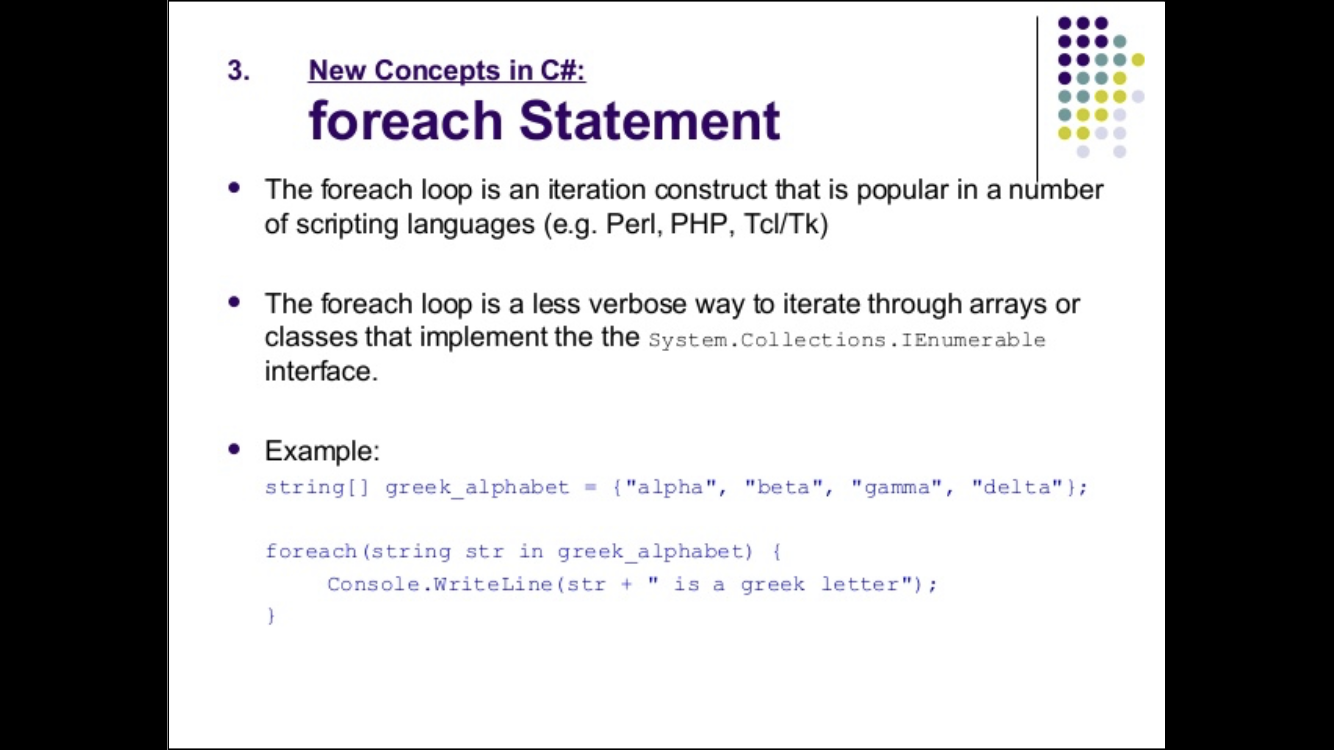 3. New Concepts in C#:
foreach Statement
• The foreach loop is an iteration construct that is popular in a number
of scripting languages (e.g. Perl, PHP, Tcl/Tk)
• The foreach loop is a less verbose way to iterate through arrays or
classes that implement the the System.Collections.IEnumerable
interface.
• Example:
string[] greek_alphabet = {"alpha", "beta", "gamma", "delta"};
foreach(string str in greek_alphabet) {
Console.WriteLine(str + " is a greek letter");
}